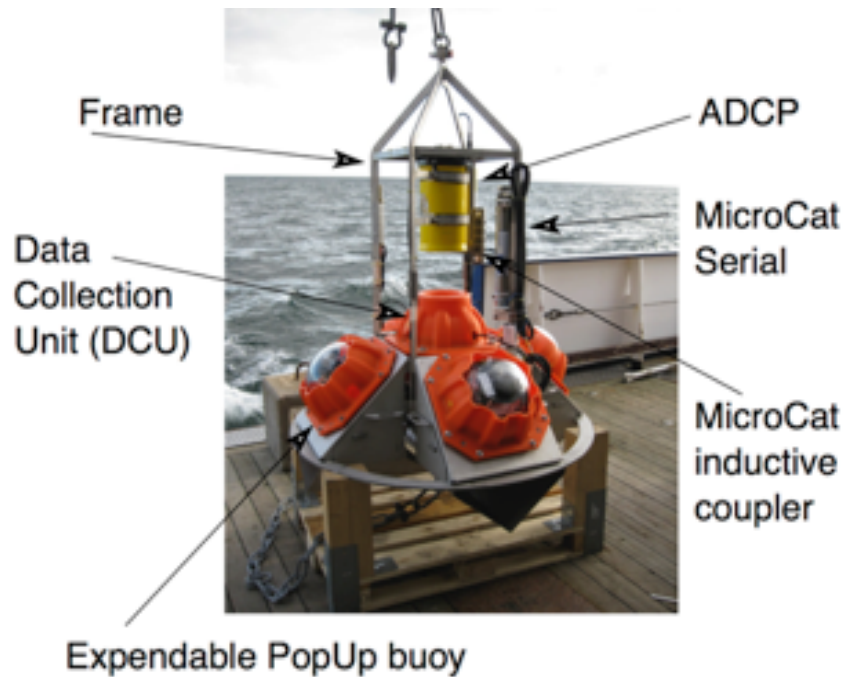 Frame
ADCP
MicroCat
Serial
Data
Collection
Unit (DCU)
MicroCat
inductive
coupler
Expendable PopUp buoy